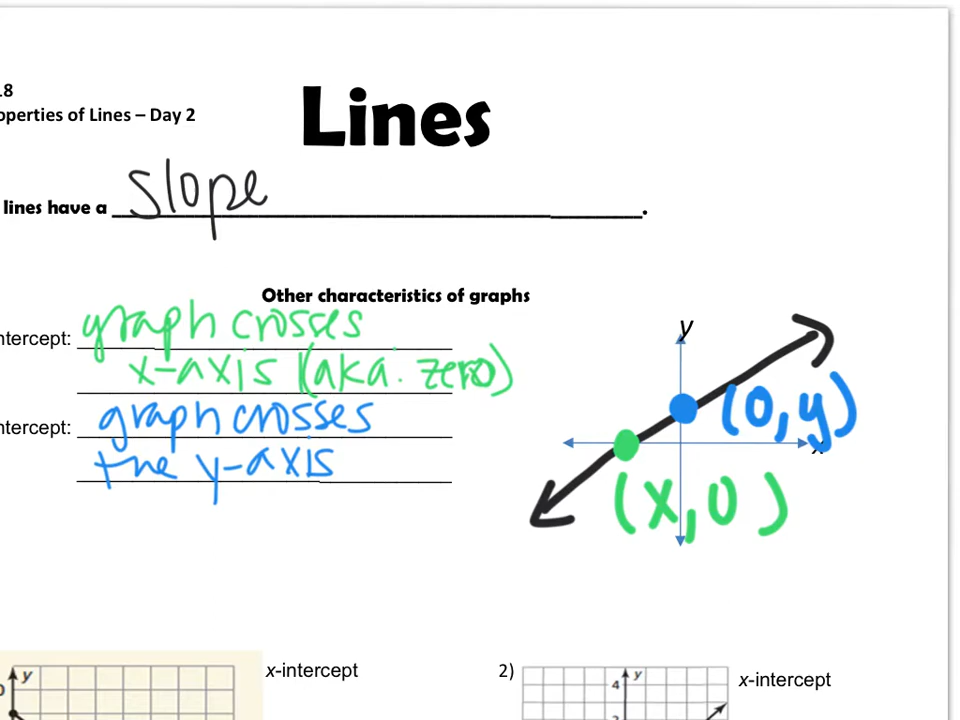 .8
operties of Lines – Day 2
Lines
lines have a slope.
Other characteristics of graphs
ntercept: graph crosses
x-axis (aka. zero)
ntercept: graph crosses
the y-axis
y
(0,y)
x
(x,0)
y
x-intercept
2)
4
y
x-intercept